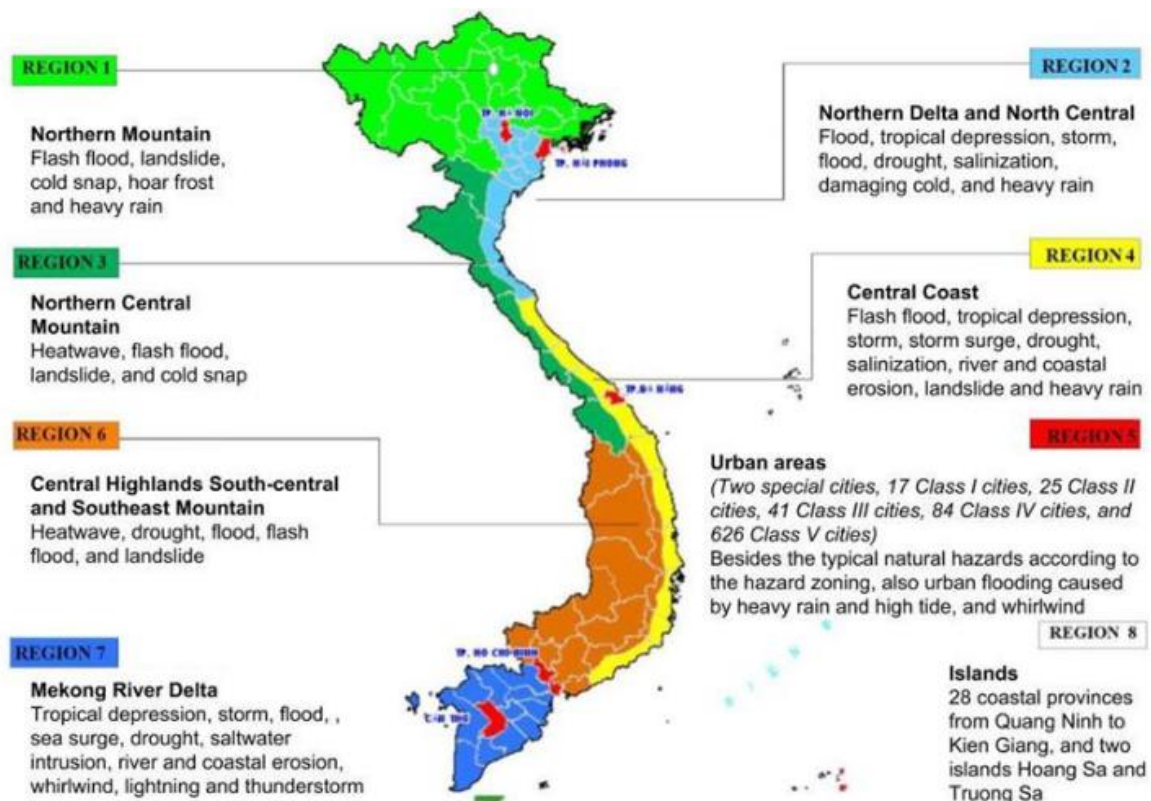 REGION 1
Northern Mountain
Flash flood, landslide,
cold snap, hoar frost
and heavy rain
REGION 2
Northern Delta and North Central
Flood, tropical depression, storm,
flood, drought, salinization,
damaging cold, and heavy rain
TP. HÀ NỘI
TP. HẢI PHÒNG
REGION 3
Northern Central
Mountain
Heatwave, flash flood,
landslide, and cold snap
REGION 4
Central Coast
Flash flood, tropical depression,
storm, storm surge, drought,
salinization, river and coastal
erosion, landslide and heavy rain
REGION 6
Central Highlands South-central
and Southeast Mountain
Heatwave, drought, flood, flash
flood, and landslide
REGION 5
Urban areas
(Two special cities, 17 Class I cities, 25 Class II
cities, 41 Class III cities, 84 Class IV cities, and
626 Class V cities)
Besides the typical natural hazards according to
the hazard zoning, also urban flooding caused
by heavy rain and high tide, and whirlwind
REGION 7
Mekong River Delta
Tropical depression, storm, flood, ,
sea surge, drought, saltwater
intrusion, river and coastal erosion,
whirlwind, lightning and thunderstorm
REGION 8
Islands
28 coastal provinces
from Quang Ninh to
Kien Giang, and two
islands Hoang Sa and
Truong Sa